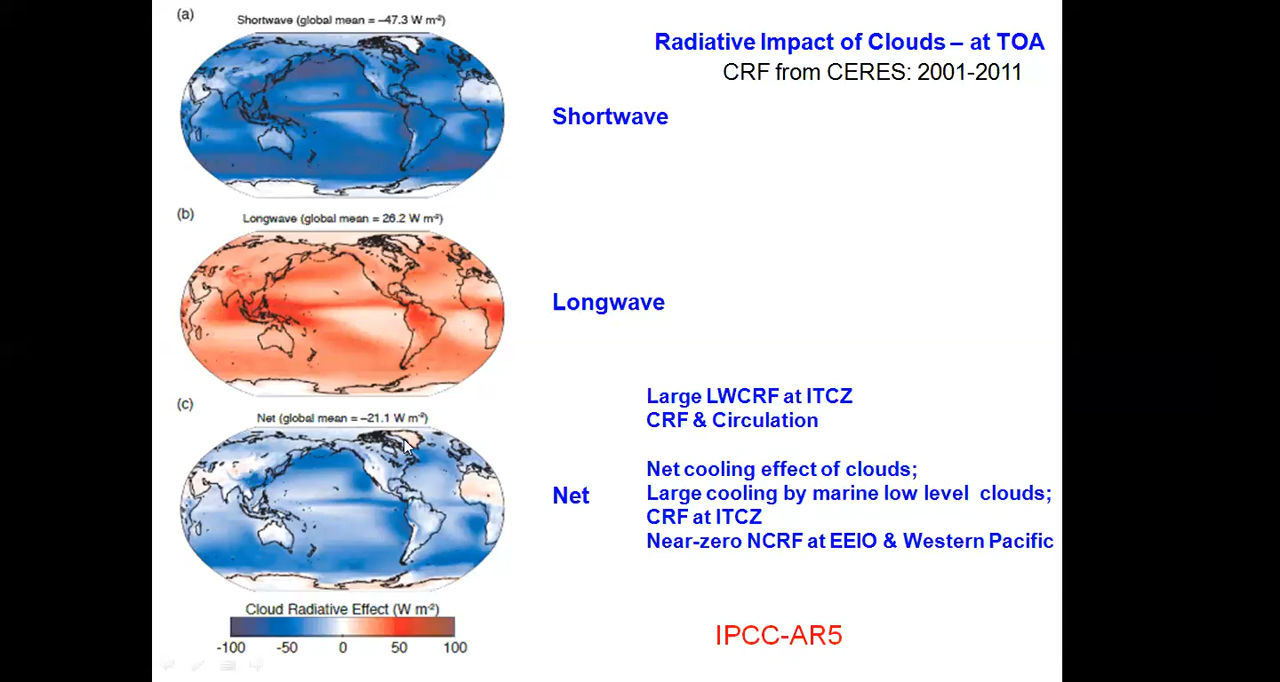 (a)
Shortwave (global mean = –47.3 W m⁻²)
Radiative Impact of Clouds – at TOA
CRF from CERES: 2001-2011
Shortwave
(b)
Longwave (global mean = 26.2 W m⁻²)
Longwave
(c)
Net (global mean = –21.1 W m⁻²)
Net
Large LWCRF at ITCZ
CRF & Circulation
Net cooling effect of clouds;
Large cooling by marine low level clouds;
CRF at ITCZ
Near-zero NCRF at EEIO & Western Pacific
Cloud Radiative Effect (W m⁻²)
-100 -50 0 50 100
IPCC-AR5